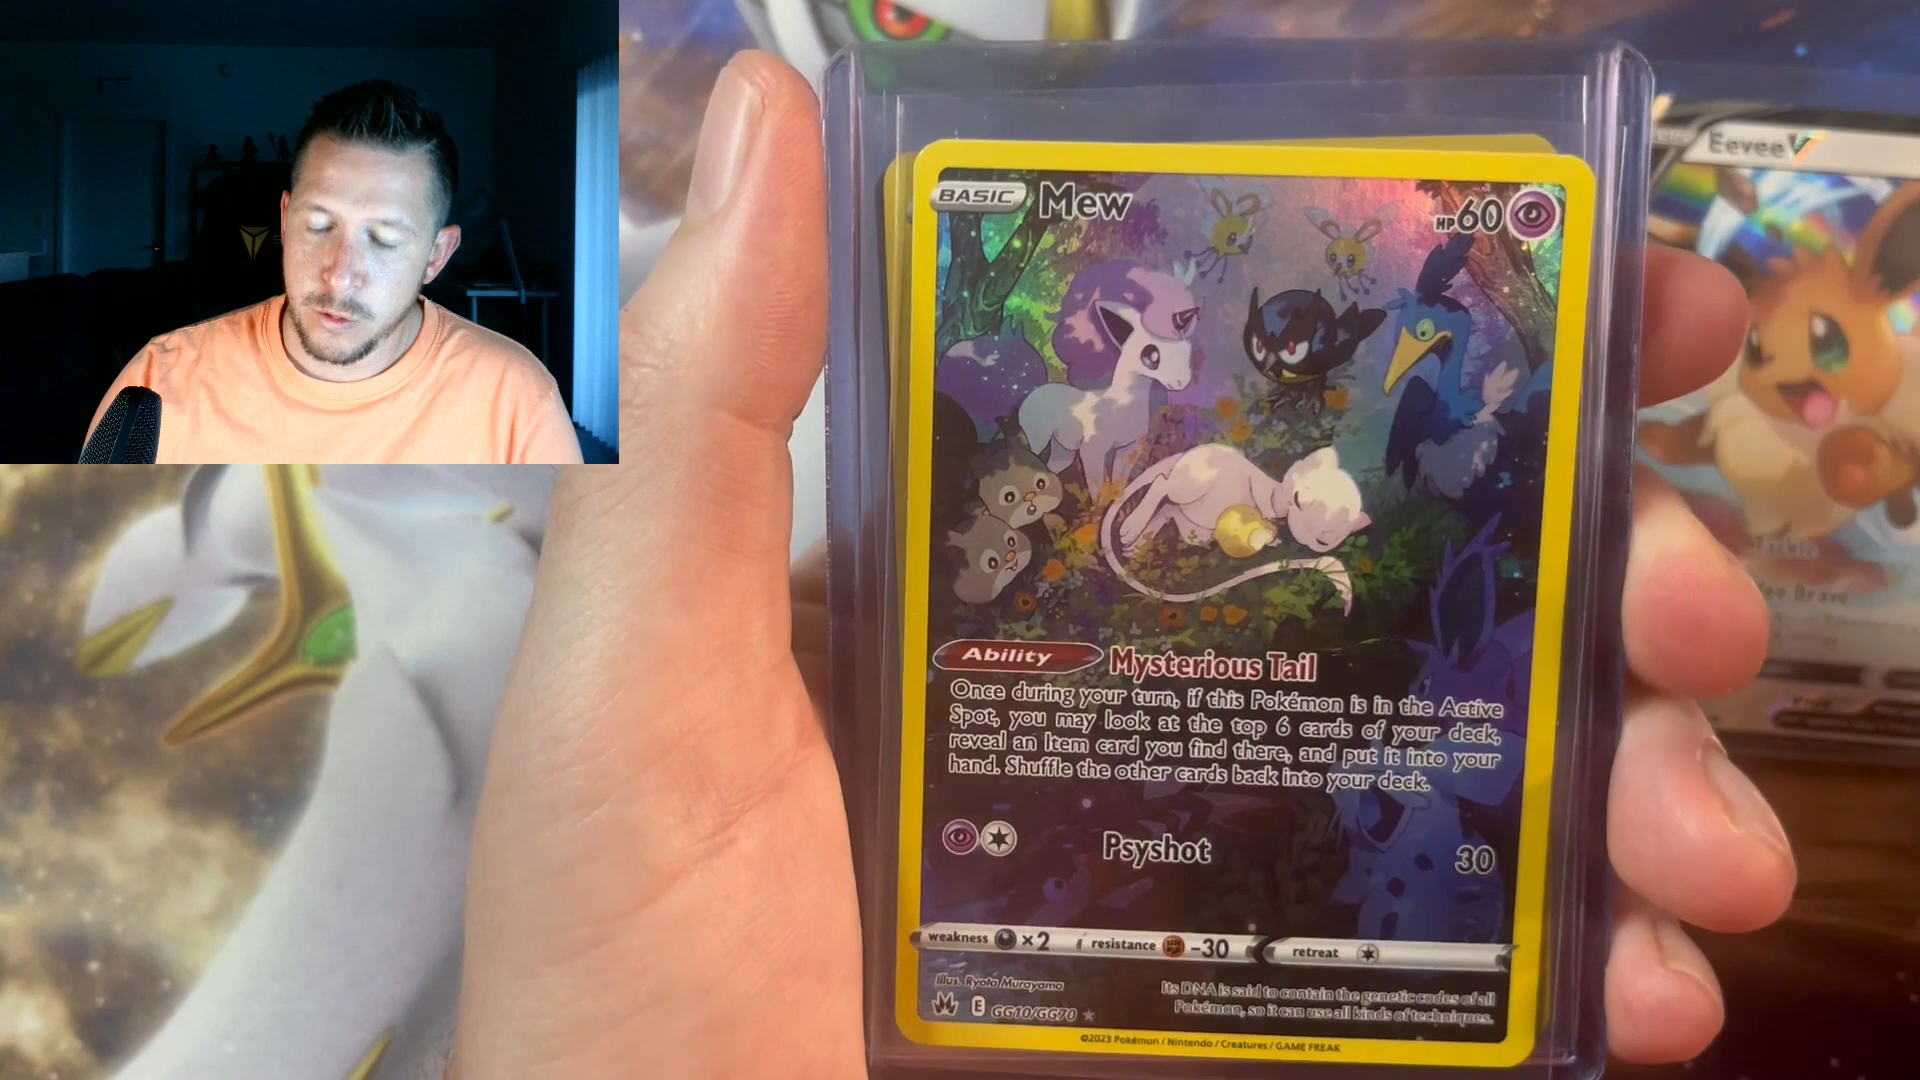 BASIC Mew HP60
Ability Mysterious Tail
Once during your turn, if this Pokémon is in the Active
Spot, you may look at the top 6 cards of your deck,
reveal an Item card you find there, and put it into your
hand. Shuffle the other cards back into your deck.
Psyshot 30
weakness ×2 resistance -30 retreat
Illus. Ryota Murayama
E GG10/GG70
Its DNA is said to contain the genetic codes of all
Pokémon, so it can use all kinds of techniques.
©2023 Pokémon / Nintendo / Creatures / GAME FREAK
Eevee V
Tackle